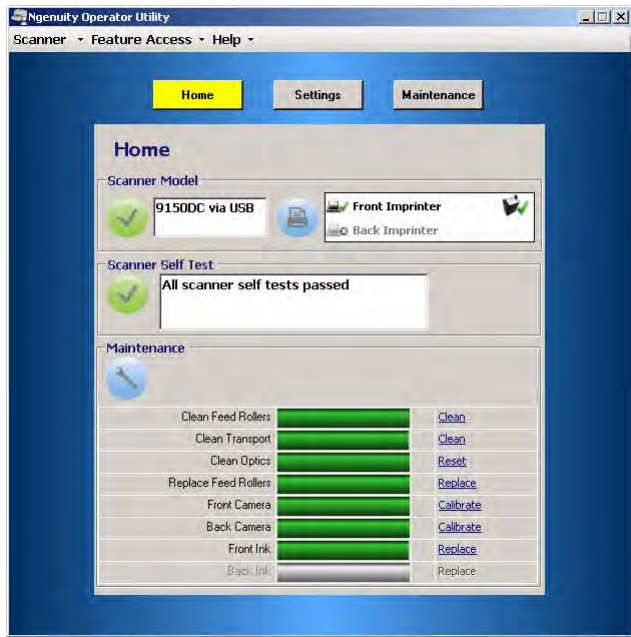 Ngenuity Operator Utility
Scanner Feature Access Help
Home Settings Maintenance
Home
Scanner Model
9150DC via USB
Front Imprinter
Back Imprinter
Scanner Self Test
All scanner self tests passed
Maintenance
Clean Feed Rollers Clean
Clean Transport Clean
Clean Optics Reset
Replace Feed Rollers Replace
Front Camera Calibrate
Back Camera Calibrate
Front Ink Replace
Back Ink Replace